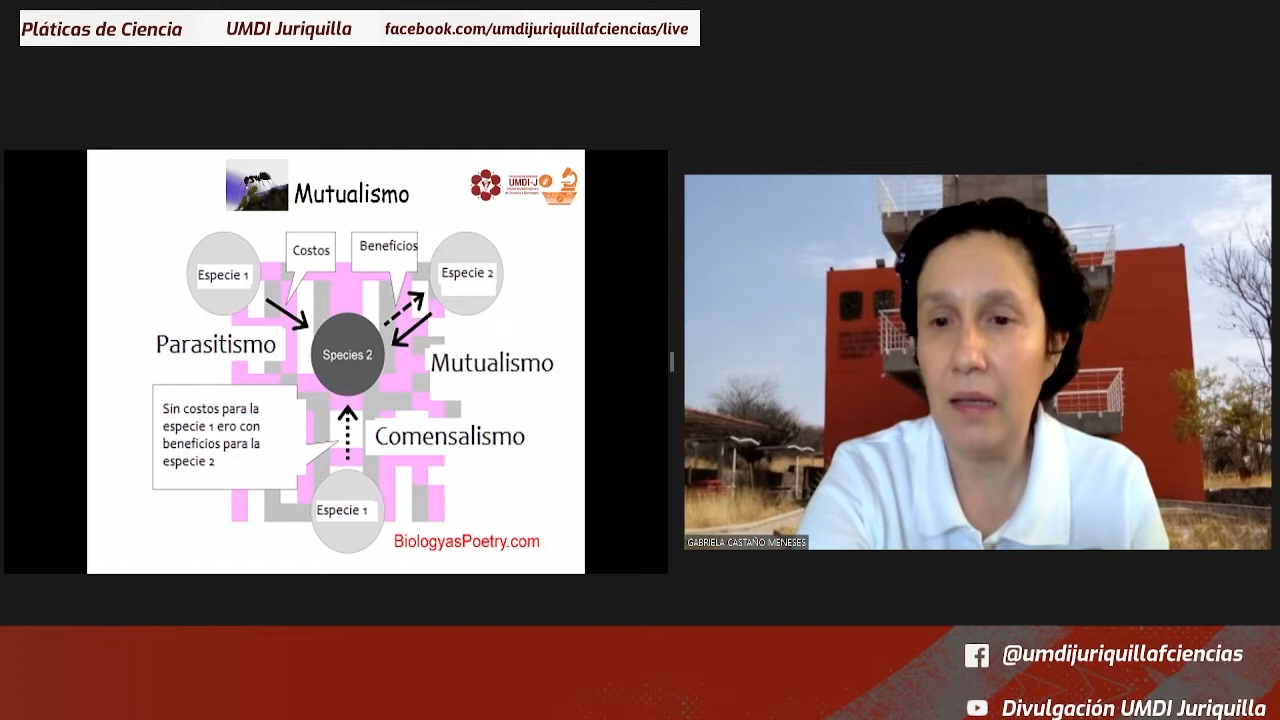 Pláticas de Ciencia UMDI Juriquilla facebook.com/umdijuriquillafciencias/live
Mutualismo
UMDI-J
Costos
Beneficios
Especie 1
Especie 2
Parasitismo
Species 2
Mutualismo
Sin costos para la
especie 1 ero con
beneficios para la
especie 2
Comensalismo
Especie 1
BiologyasPoetry.com
GABRIELA CASTAÑO MENESES
@umdijuriquillafciencias
Divulgación UMDI Juriquilla